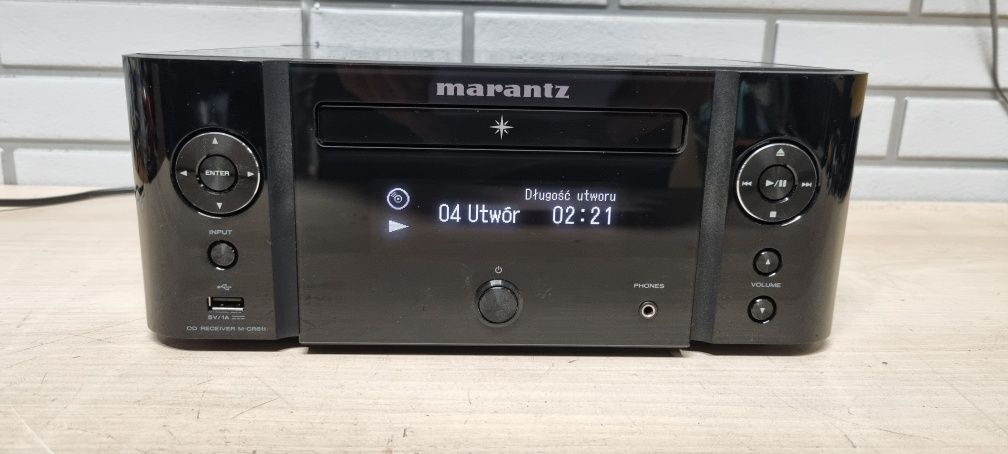 marantz
ENTER
INPUT
5V/1A
CD RECEIVER M-CR611
Długość utworu
04 Utwór 02:21
PHONES
VOLUME